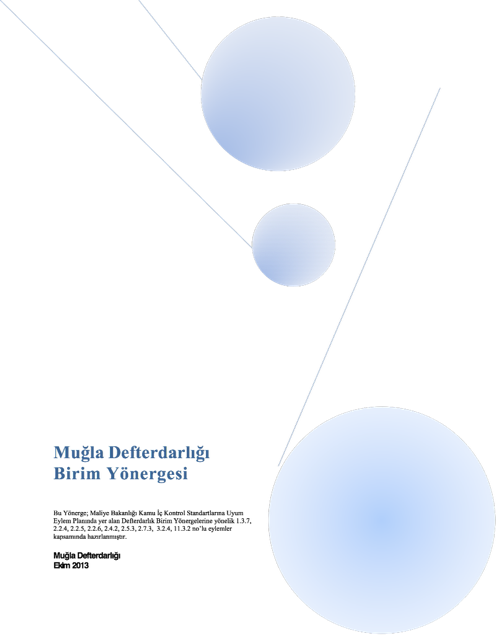 Muğla Defterdarlığı
Birim Yönergesi
Bu Yönerge; Maliye Bakanlığı Kamu İç Kontrol Standartlarına Uyum
Eylem Planında yer alan Defterdarlık Birim Yönergelerine yönelik 1.3.7,
2.2.4, 2.2.5, 2.2.6, 2.4.2, 2.5.3, 2.7.3, 3.2.4, 11.3.2 no’lu eylemler
kapsamında hazırlanmıştır.
Muğla Defterdarlığı
Ekim 2013